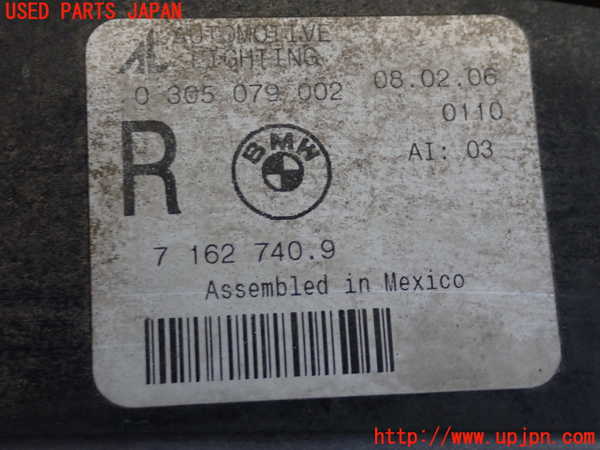 USED PARTS JAPAN
AL AUTOMOTIVE
LIGHTING
0 305 079 002
08.02.06
0110
R
BMW
AI: 03
7 162 740.9
Assembled in Mexico
http://www.upjpn.com/